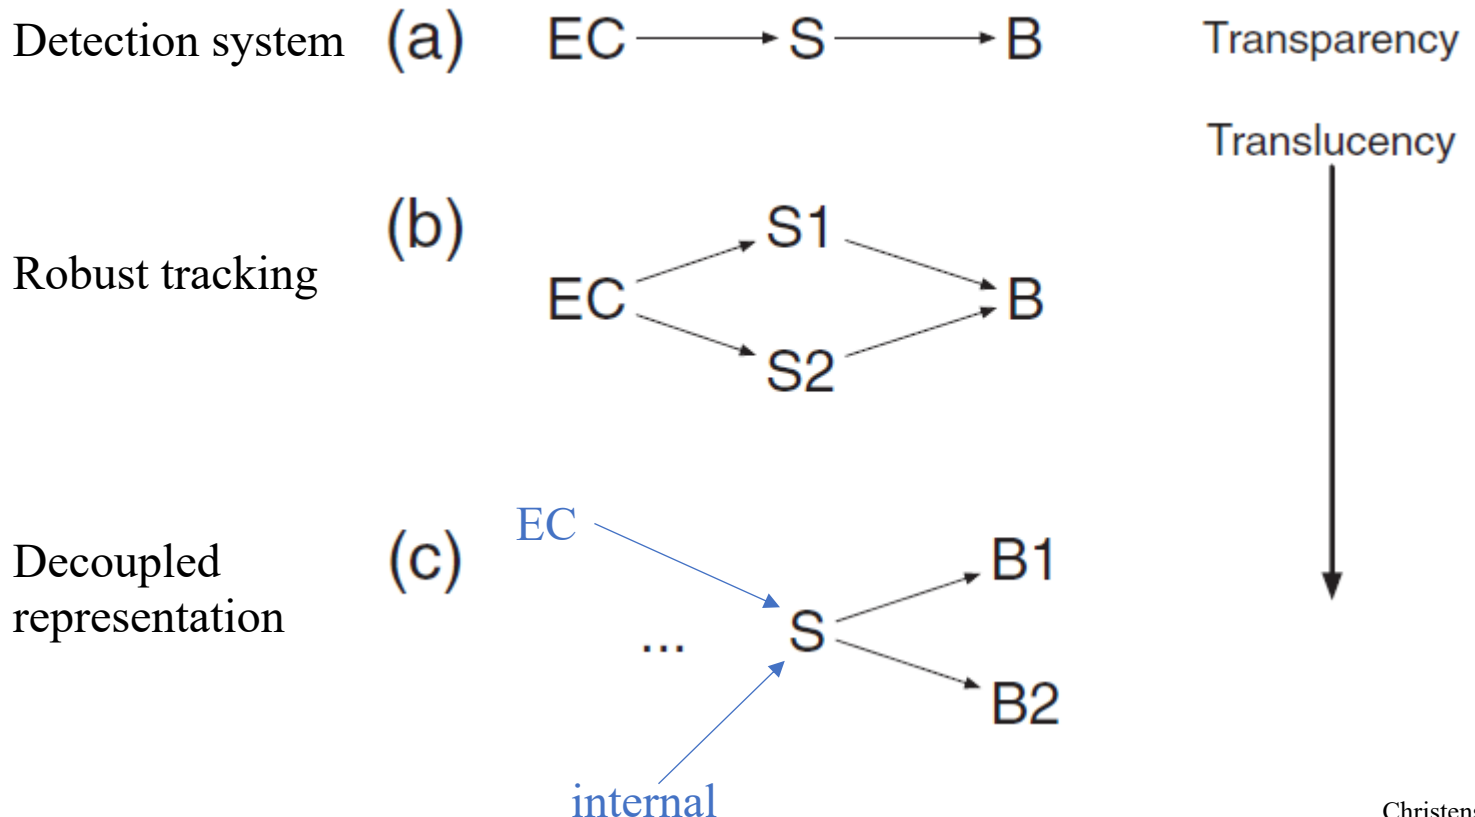 Detection system (a) EC S B Transparency
Translucency
(b) S1
Robust tracking EC B
S2
EC
Decoupled (c) B1
representation ... S
B2
internal